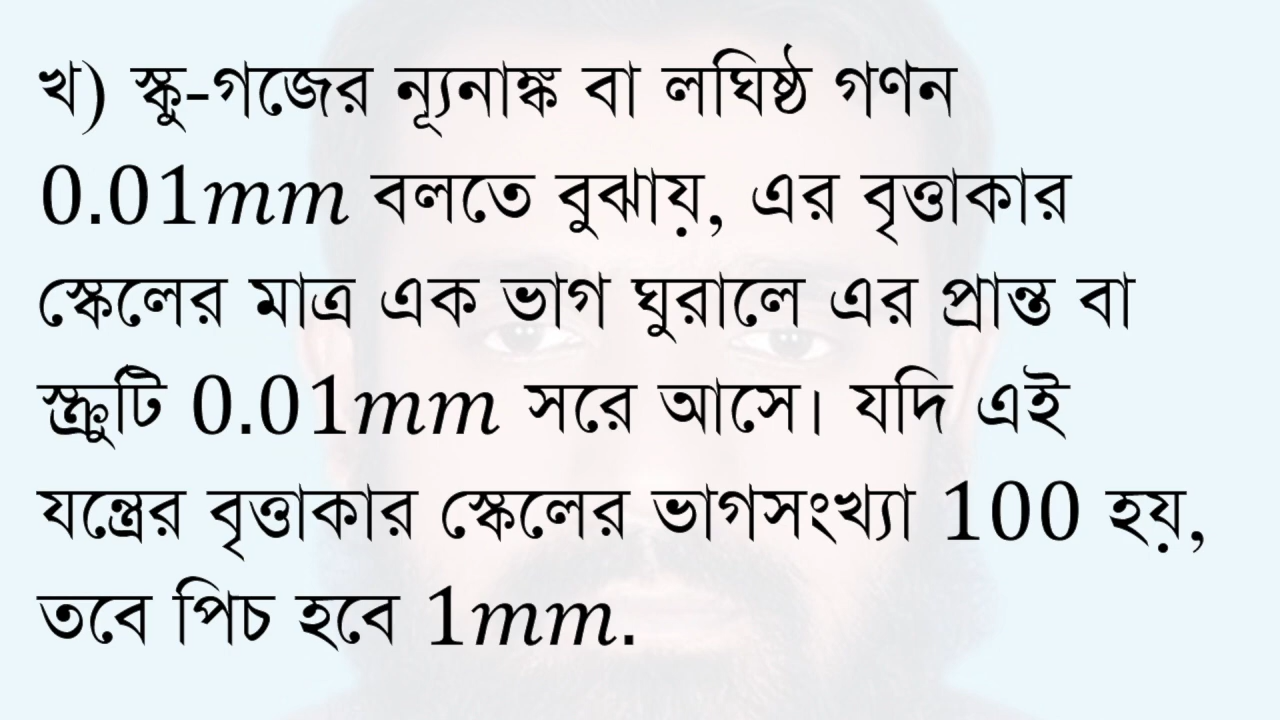 খ) স্কু-গজের ন্যূনাঙ্ক বা লঘিষ্ঠ গণন
0.01mm বলতে বুঝায়, এর বৃত্তাকার
স্কেলের মাত্র এক ভাগ ঘুরালে এর প্রান্ত বা
স্ক্রুটি 0.01mm সরে আসে। যদি এই
যন্ত্রের বৃত্তাকার স্কেলের ভাগসংখ্যা 100 হয়,
তবে পিচ হবে 1mm.